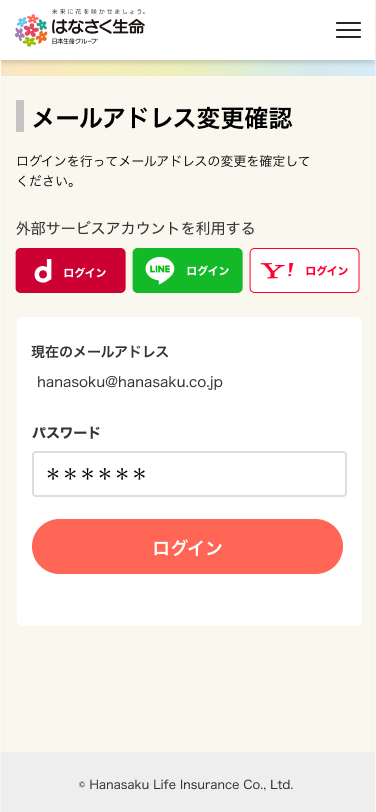 未来に花を咲かせましょう。
はなさく生命
日本生命グループ
メールアドレス変更確認
ログインを行ってメールアドレスの変更を確定して
ください。
外部サービスアカウントを利用する
d ログイン
LINE ログイン
Y! ログイン
現在のメールアドレス
hanasoku@hanasaku.co.jp
パスワード
＊＊＊＊＊＊
ログイン
© Hanasaku Life Insurance Co., Ltd.